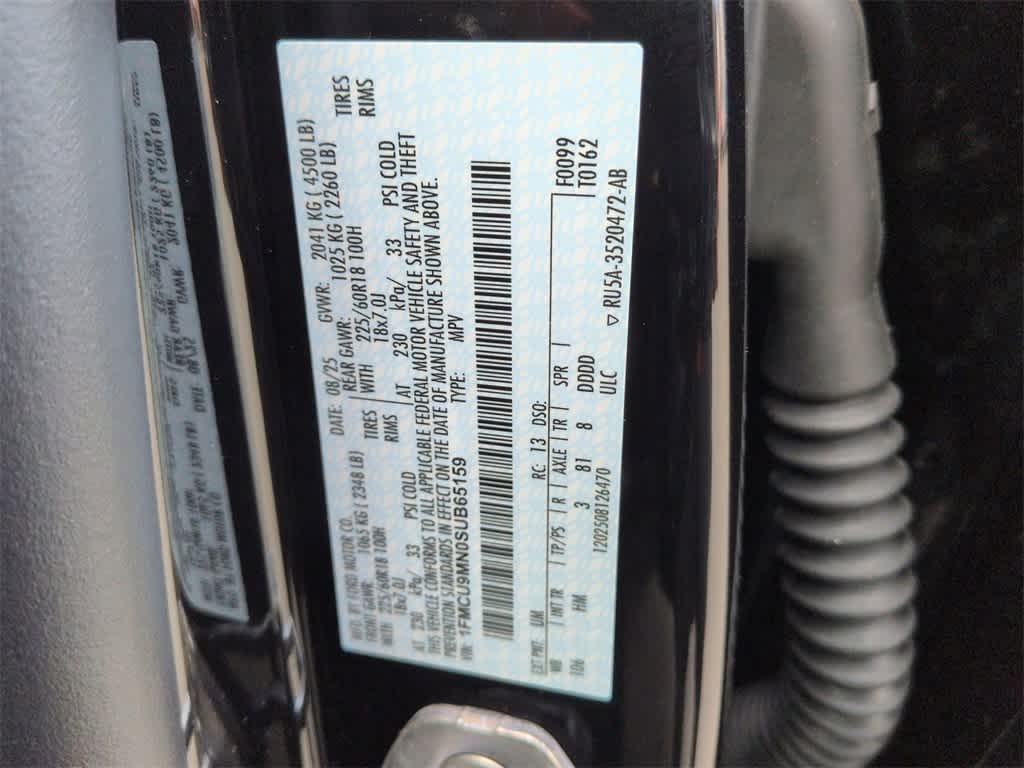 MFD. BY FORD MOTOR CO. DATE: 08/25 GVWR: 2041 KG ( 4500 LB)
FRONT GAWR: 1065 KG ( 2348 LB) REAR GAWR: 1025 KG ( 2260 LB)
WITH 225/60R18 100H TIRES WITH 225/60R18 100H TIRES
18x7.0J RIMS 18x7.0J RIMS
AT 230 kPa/ 33 PSI COLD AT 230 kPa/ 33 PSI COLD
THIS VEHICLE CONFORMS TO ALL APPLICABLE FEDERAL MOTOR VEHICLE SAFETY AND THEFT
PREVENTION STANDARDS IN EFFECT ON THE DATE OF MANUFACTURE SHOWN ABOVE.
VIN: 1FMCU9MN0SUB65159 TYPE: MPV
EXT PNT: UM RC: 13 DSO: F0099
WB INT TR TP/PS R AXLE TR SPR T0162
106 HM 3 81 8 DDDD
120250812647O ULC
▽ RU5A-3520472-AB